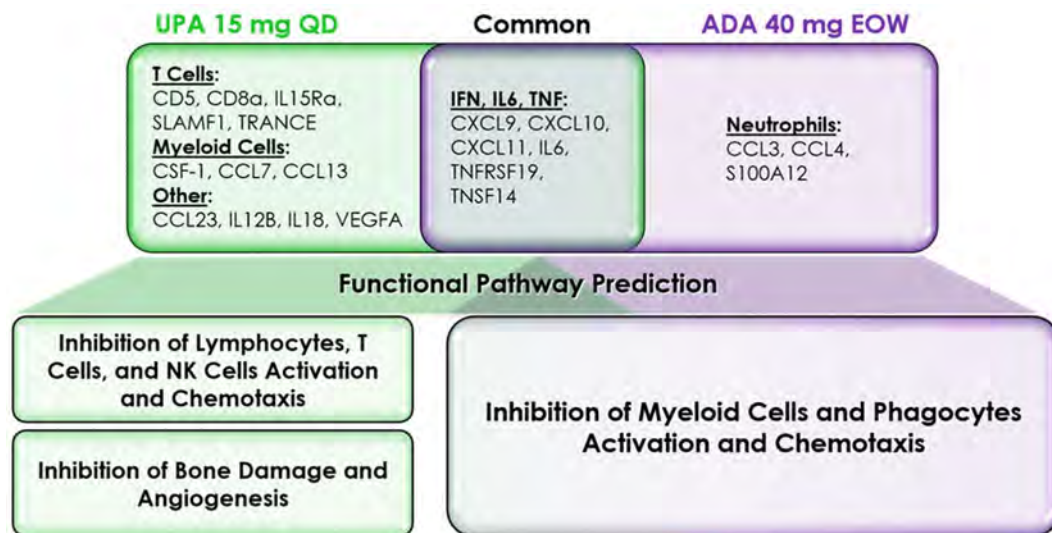 UPA 15 mg QD
Common
ADA 40 mg EOW
T Cells:
CD5, CD8a, IL15Ra,
SLAMF1, TRANCE
Myeloid Cells:
CSF-1, CCL7, CCL13
Other:
CCL23, IL12B, IL18, VEGFA
IFN, IL6, TNF:
CXCL9, CXCL10,
CXCL11, IL6,
TNFRSF19,
TNSF14
Neutrophils:
CCL3, CCL4,
S100A12
Functional Pathway Prediction
Inhibition of Lymphocytes, T
Cells, and NK Cells Activation
and Chemotaxis
Inhibition of Bone Damage and
Angiogenesis
Inhibition of Myeloid Cells and Phagocytes
Activation and Chemotaxis